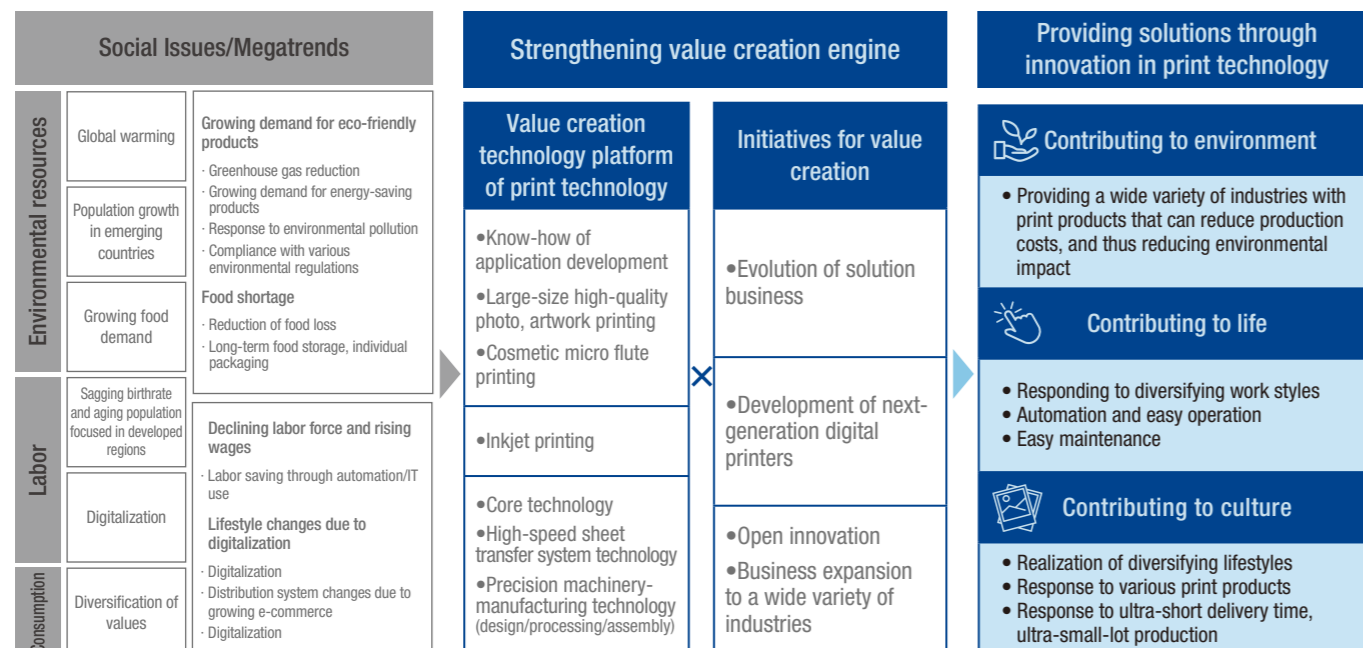 Social Issues/Megatrends
Environmental resources
Global warming
Population growth
in emerging
countries
Growing food
demand
Growing demand for eco-friendly
products
· Greenhouse gas reduction
· Growing demand for energy-saving
products
· Response to environmental pollution
· Compliance with various
environmental regulations
Food shortage
· Reduction of food loss
· Long-term food storage, individual
packaging
Labor
Sagging birthrate
and aging population
focused in developed
regions
Digitalization
Consumption
Diversification of
values
Declining labor force and rising
wages
· Labor saving through automation/IT
use
Lifestyle changes due to
digitalization
· Digitalization
· Distribution system changes due to
growing e-commerce
· Digitalization
Strengthening value creation engine
Value creation
technology platform
of print technology
•Know-how of
application development
•Large-size high-quality
photo, artwork printing
•Cosmetic micro flute
printing
•Inkjet printing
•Core technology
•High-speed sheet
transfer system technology
•Precision machinery-
manufacturing technology
(design/processing/assembly)
×
Initiatives for value
creation
•Evolution of solution
business
•Development of next-
generation digital
printers
•Open innovation
•Business expansion
to a wide variety of
industries
Providing solutions through
innovation in print technology
Contributing to environment
• Providing a wide variety of industries with
print products that can reduce production
costs, and thus reducing environmental
impact
Contributing to life
• Responding to diversifying work styles
• Automation and easy operation
• Easy maintenance
Contributing to culture
• Realization of diversifying lifestyles
• Response to various print products
• Response to ultra-short delivery time,
ultra-small-lot production